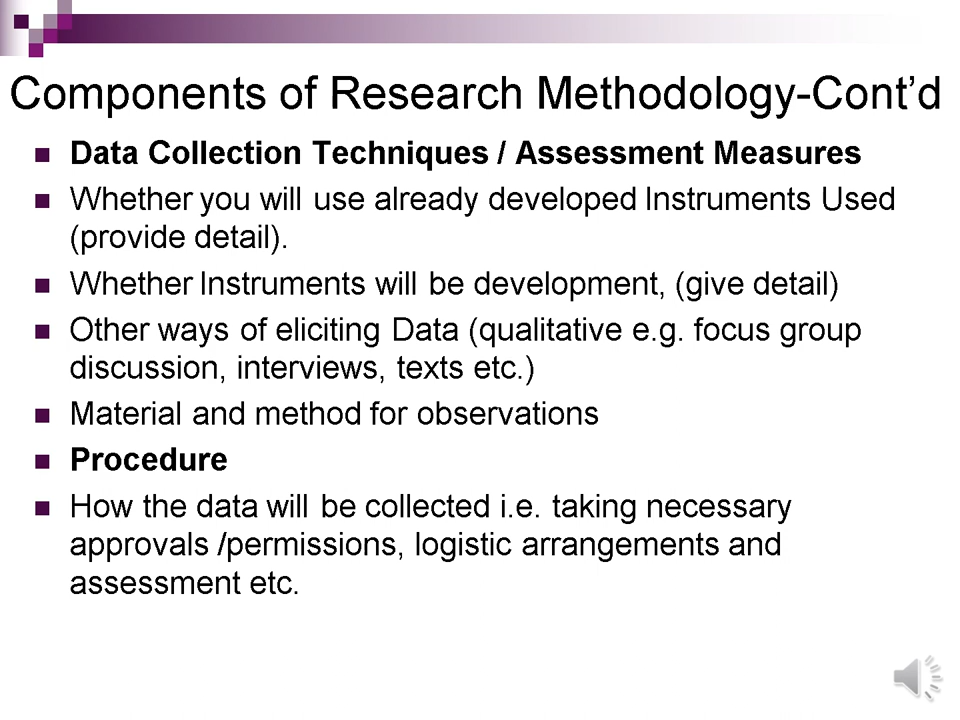 Components of Research Methodology-Cont’d
Data Collection Techniques / Assessment Measures
Whether you will use already developed Instruments Used
(provide detail).
Whether Instruments will be development, (give detail)
Other ways of eliciting Data (qualitative e.g. focus group
discussion, interviews, texts etc.)
Material and method for observations
Procedure
How the data will be collected i.e. taking necessary
approvals /permissions, logistic arrangements and
assessment etc.